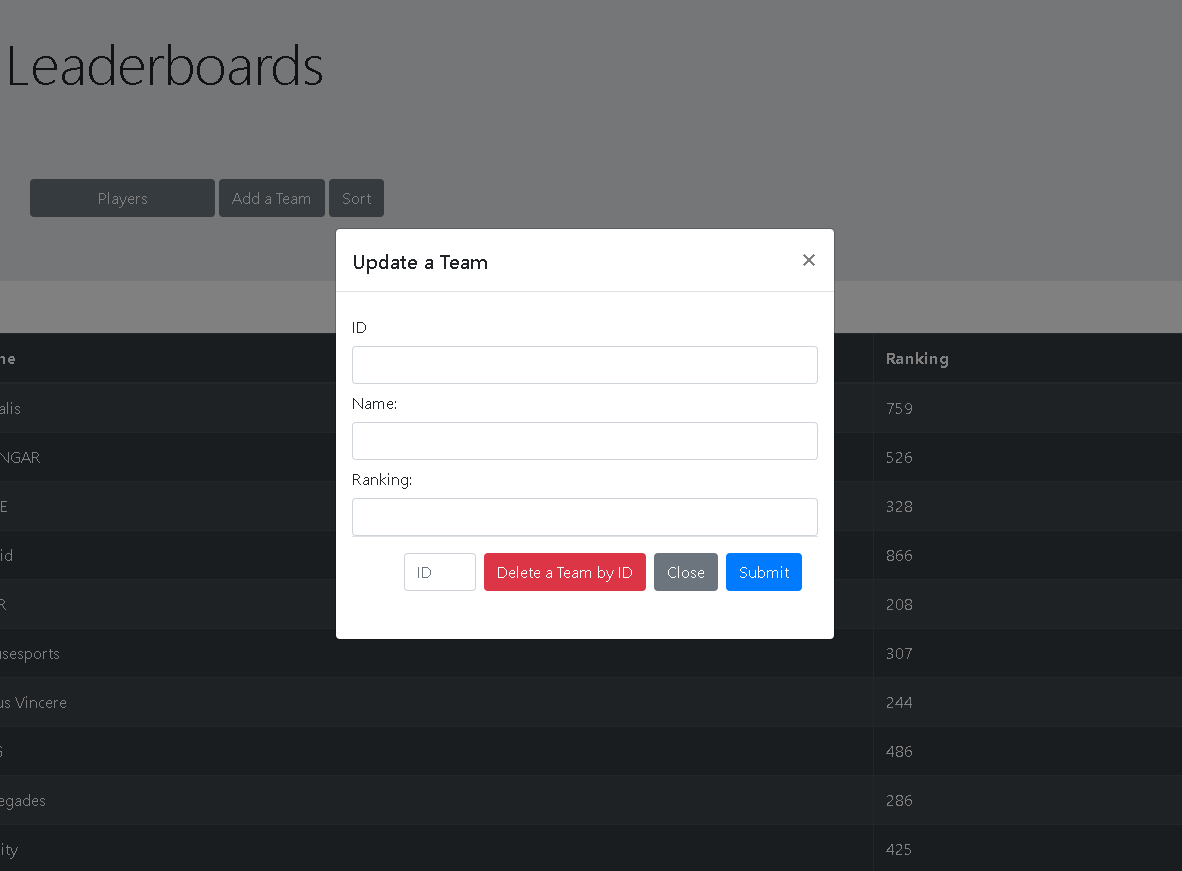 Leaderboards
Players Add a Team Sort
Update a Team ×
ID
Name:
Ranking:
ID Delete a Team by ID Close Submit
ne Ranking
alis 759
NGAR 526
E 328
id 866
R 208
usesports 307
us Vincere 244
G 486
egades 286
ity 425